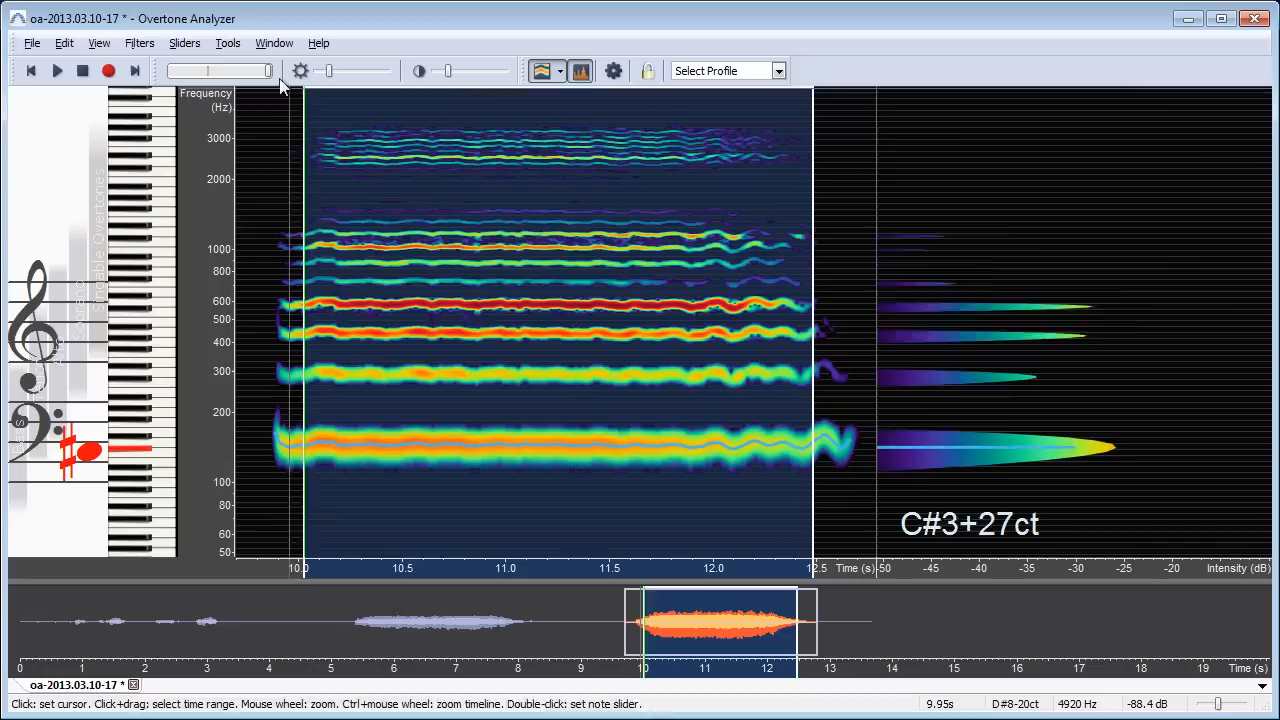 oa-2013.03.10-17 * - Overtone Analyzer
File Edit View Filters Sliders Tools Window Help
Select Profile
Frequency
(Hz)
3000
2000
1000
800
600
500
400
300
200
100
80
60
50
Singable Overtones
Soprano
C#3+27ct
10.0 10.5 11.0 11.5 12.0 12.5 Time (s) -50 -45 -40 -35 -30 -25 -20 Intensity (dB)
0 1 2 3 4 5 6 7 8 9 10 11 12 13 14 15 16 17 18 19 Time (s)
oa-2013.03.10-17 *
Click: set cursor. Click+drag: select time range. Mouse wheel: zoom. Ctrl+mouse wheel: zoom timeline. Double-click: set note slider. 9.95s D#8-20ct 4920 Hz -88.4 dB